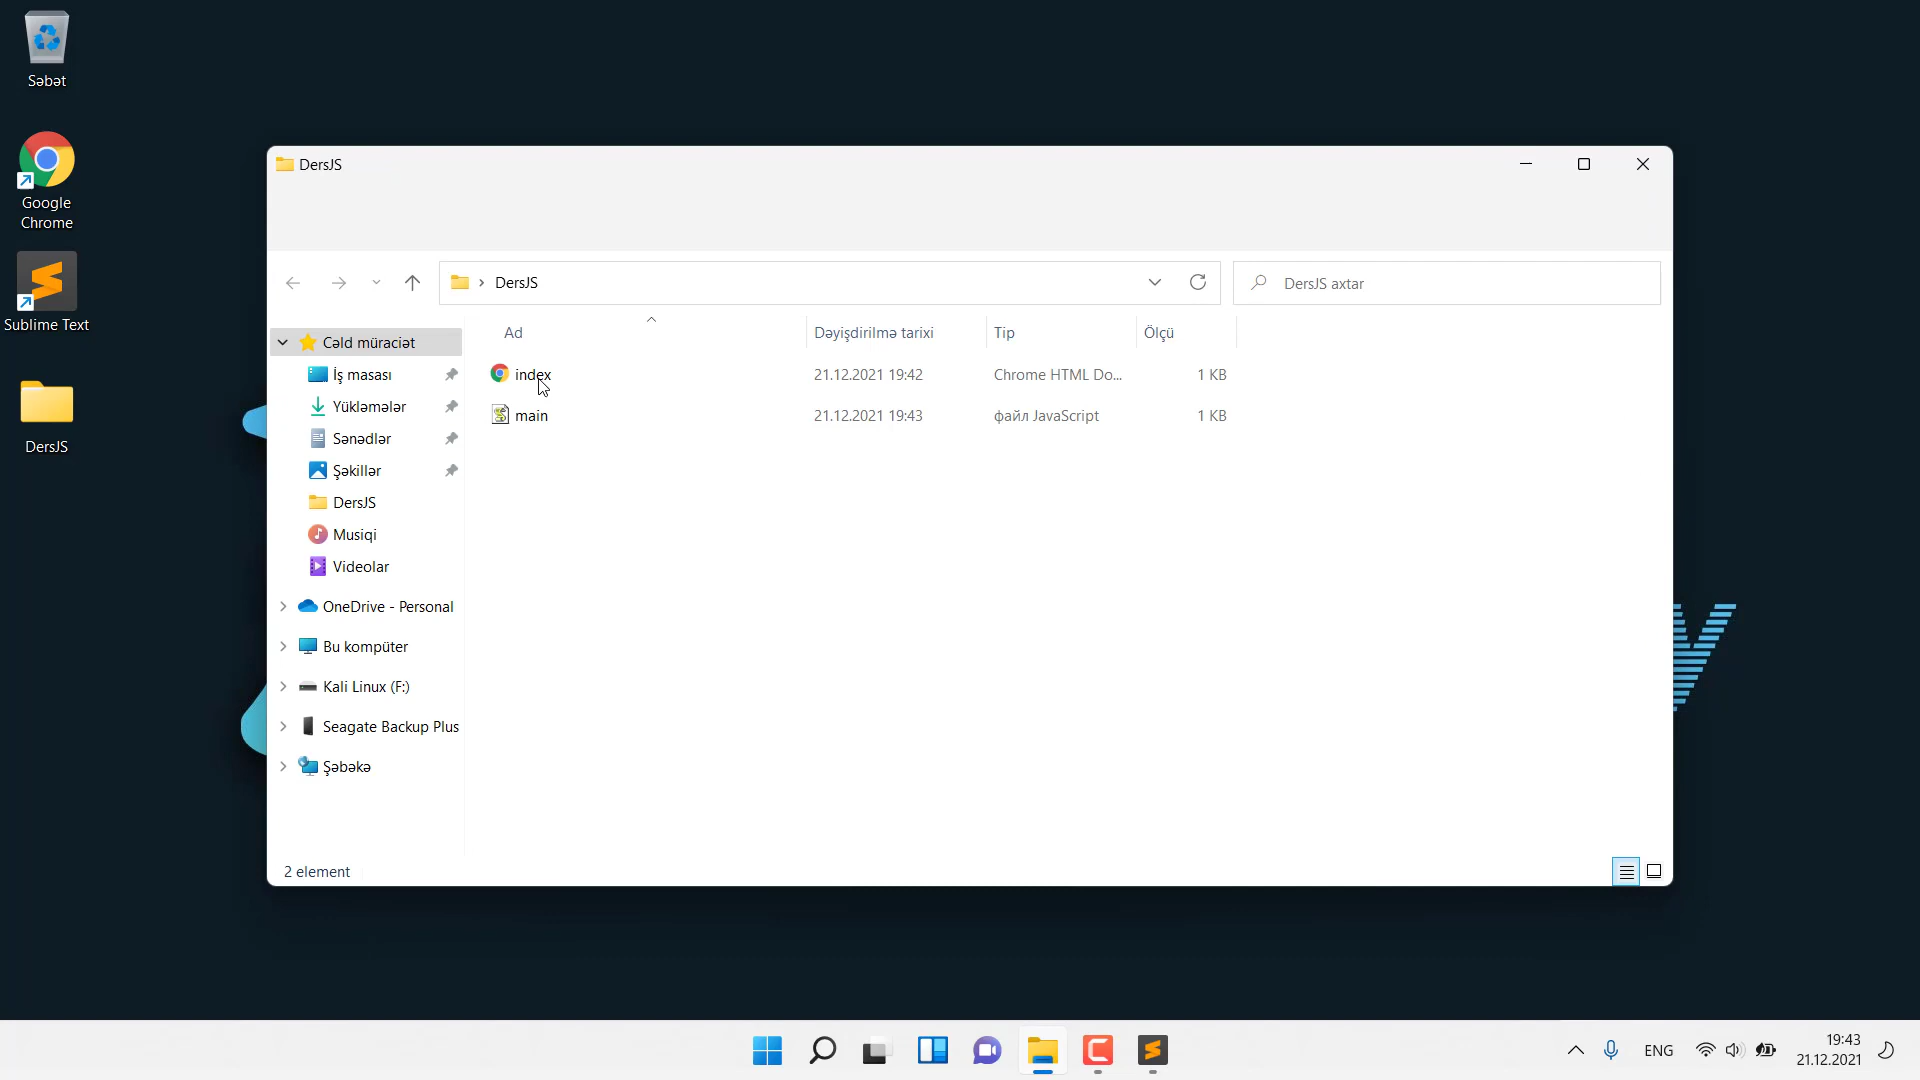 Səbət
Google
Chrome
Sublime Text
DersJS
DersJS
DersJS
DersJS axtar
Ad
Dəyişdirilmə tarixi
Tip
Ölçü
index
21.12.2021 19:42
Chrome HTML Do...
1 KB
main
21.12.2021 19:43
файл JavaScript
1 KB
Cəld müraciət
İş masası
Yükləmələr
Sənədlər
Şəkillər
DersJS
Musiqi
Videolar
OneDrive - Personal
Bu kompüter
Kali Linux (F:)
Seagate Backup Plus
Şəbəkə
2 element
ENG
19:43
21.12.2021